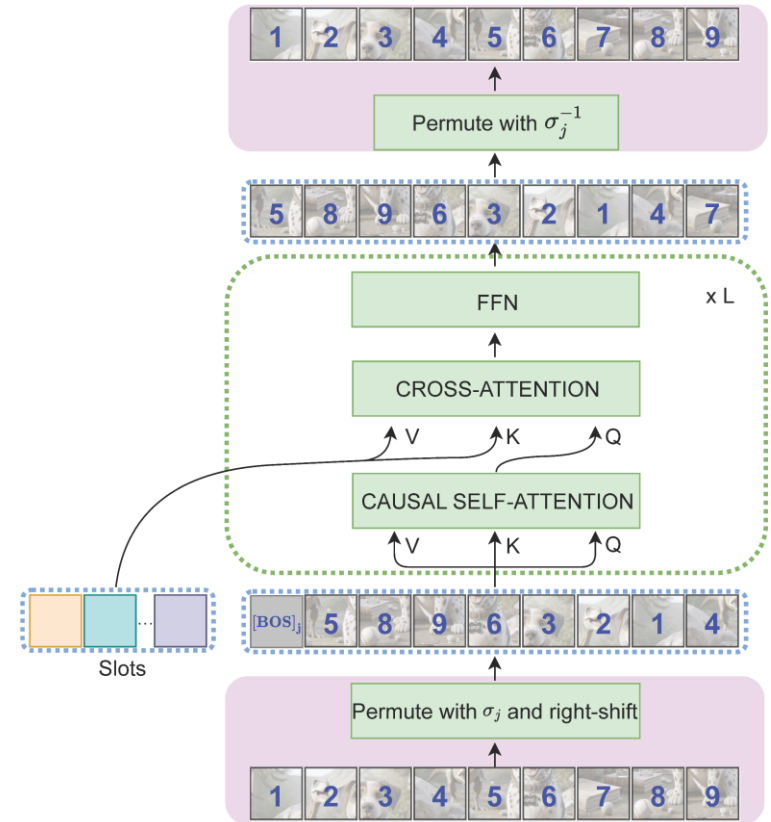 1 2 3 4 5 6 7 8 9
Permute with σ_j^{-1}
5 8 9 6 3 2 1 4 7
FFN
x L
CROSS-ATTENTION
V K Q
CAUSAL SELF-ATTENTION
V K Q
[BOS]_j 5 8 9 6 3 2 1 4
...
Slots
Permute with σ_j and right-shift
1 2 3 4 5 6 7 8 9